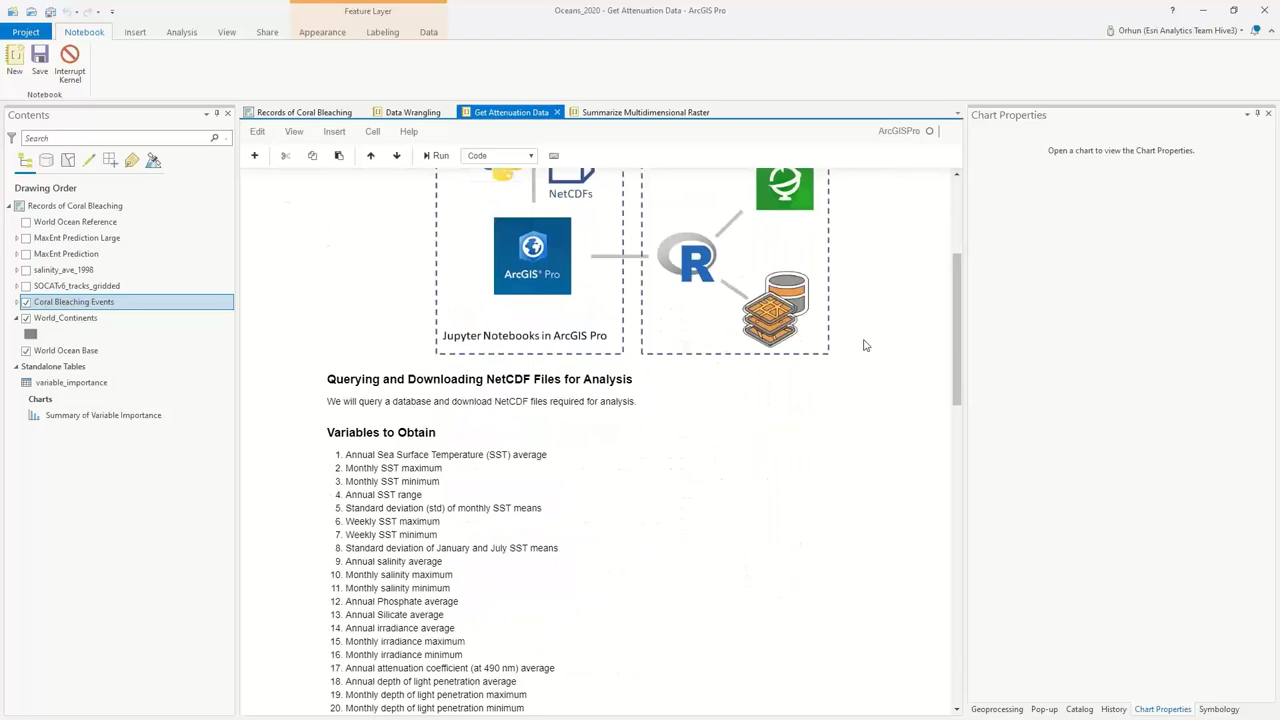 Feature Layer
Oceans_2020 - Get Attenuation Data - ArcGIS Pro
Project
Notebook
Insert
Analysis
View
Share
Appearance
Labeling
Data
Orhun (Esri Analytics Team Hive3)
New
Save
Interrupt
Kernel
Notebook
Contents
Search
Drawing Order
Records of Coral Bleaching
World Ocean Reference
MaxEnt Prediction Large
MaxEnt Prediction
salinity_ave_1998
SOCATv6_tracks_gridded
Coral Bleaching Events
World_Continents
World Ocean Base
Standalone Tables
variable_importance
Charts
Summary of Variable Importance
Records of Coral Bleaching
Data Wrangling
Get Attenuation Data
Summarize Multidimensional Raster
Edit
View
Insert
Cell
Help
ArcGISPro
Run
Code
NetCDFs
ArcGIS® Pro
R
Jupyter Notebooks in ArcGIS Pro
Querying and Downloading NetCDF Files for Analysis
We will query a database and download NetCDF files required for analysis.
Variables to Obtain
1. Annual Sea Surface Temperature (SST) average
2. Monthly SST maximum
3. Monthly SST minimum
4. Annual SST range
5. Standard deviation (std) of monthly SST means
6. Weekly SST maximum
7. Weekly SST minimum
8. Standard deviation of January and July SST means
9. Annual salinity average
10. Monthly salinity maximum
11. Monthly salinity minimum
12. Annual Phosphate average
13. Annual Silicate average
14. Annual irradiance average
15. Monthly irradiance maximum
16. Monthly irradiance minimum
17. Annual attenuation coefficient (at 490 nm) average
18. Annual depth of light penetration average
19. Monthly depth of light penetration maximum
20. Monthly depth of light penetration minimum
Chart Properties
Open a chart to view the Chart Properties.
Geoprocessing
Pop-up
Catalog
History
Chart Properties
Symbology